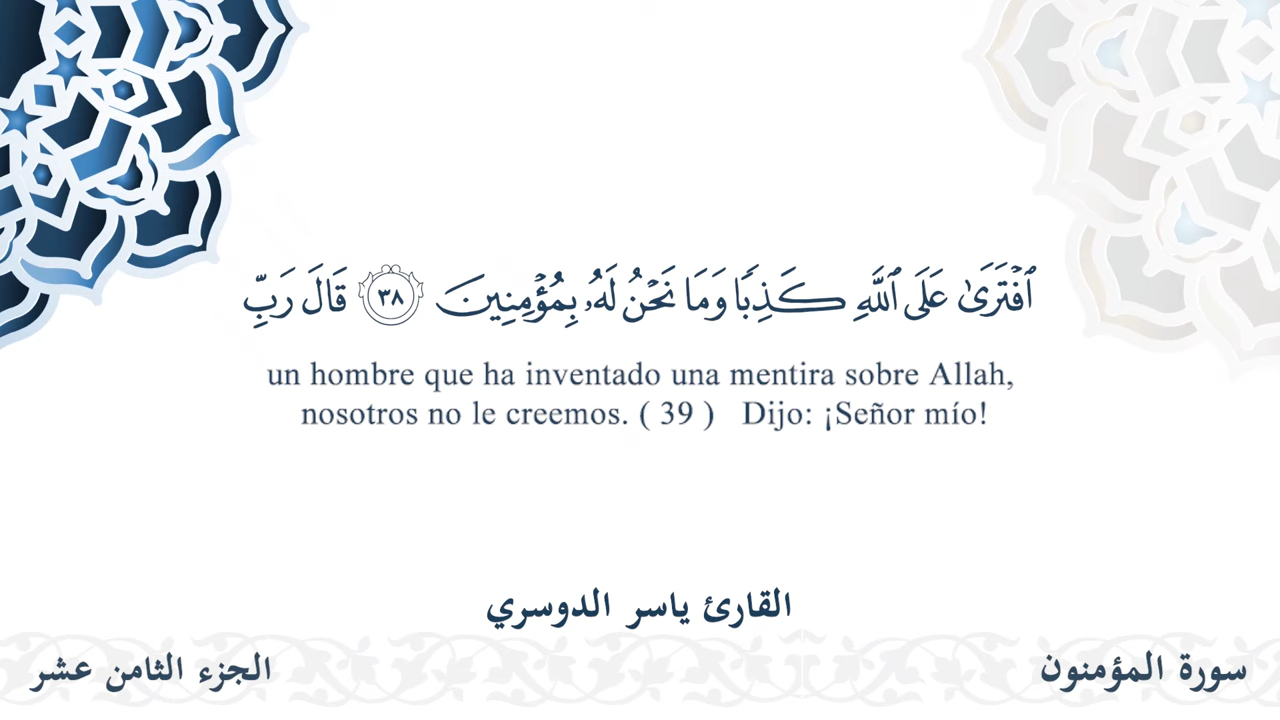 ٱفۡتَرَىٰ عَلَى ٱللَّهِ كَذِبٗا وَمَا نَحۡنُ لَهُۥ بِمُؤۡمِنِينَ ٣٨ قَالَ رَبِّ
un hombre que ha inventado una mentira sobre Allah,
nosotros no le creemos. ( 39 ) Dijo: ¡Señor mío!
القارئ ياسر الدوسري
سورة المؤمنون
الجزء الثامن عشر